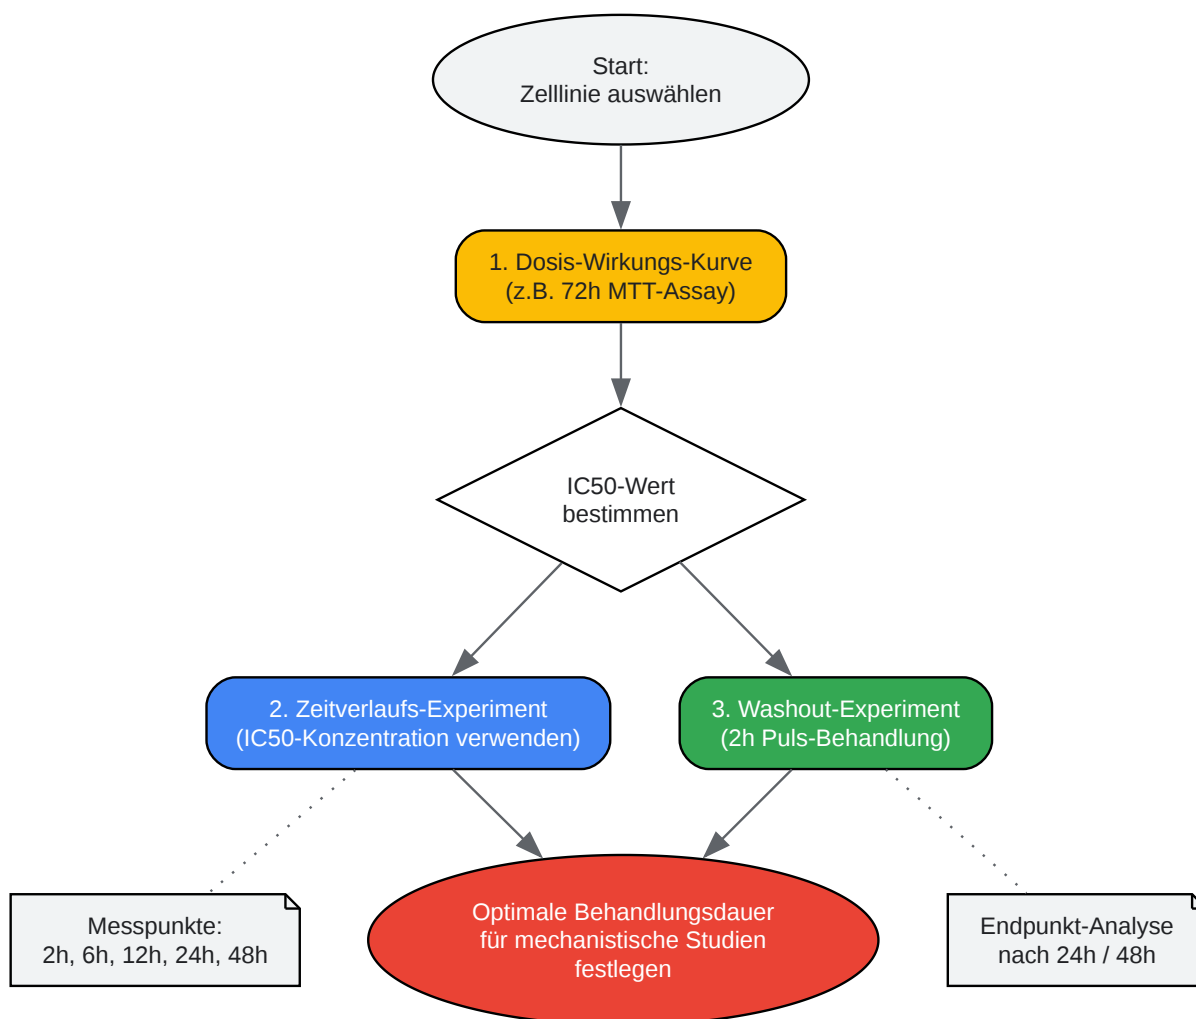 Start:
Zelllinie auswählen
1. Dosis-Wirkungs-Kurve
(z.B. 72h MTT-Assay)
IC50-Wert
bestimmen
2. Zeitverlaufs-Experiment
(IC50-Konzentration verwenden)
3. Washout-Experiment
(2h Puls-Behandlung)
Messpunkte:
2h, 6h, 12h, 24h, 48h
Optimale Behandlungsdauer
für mechanistische Studien
festlegen
Endpunkt-Analyse
nach 24h / 48h